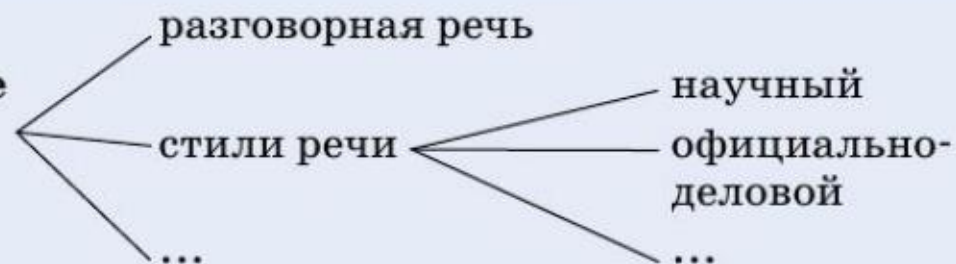 разговорная речь
е
научный
стили речи
официально-
деловой
...
...